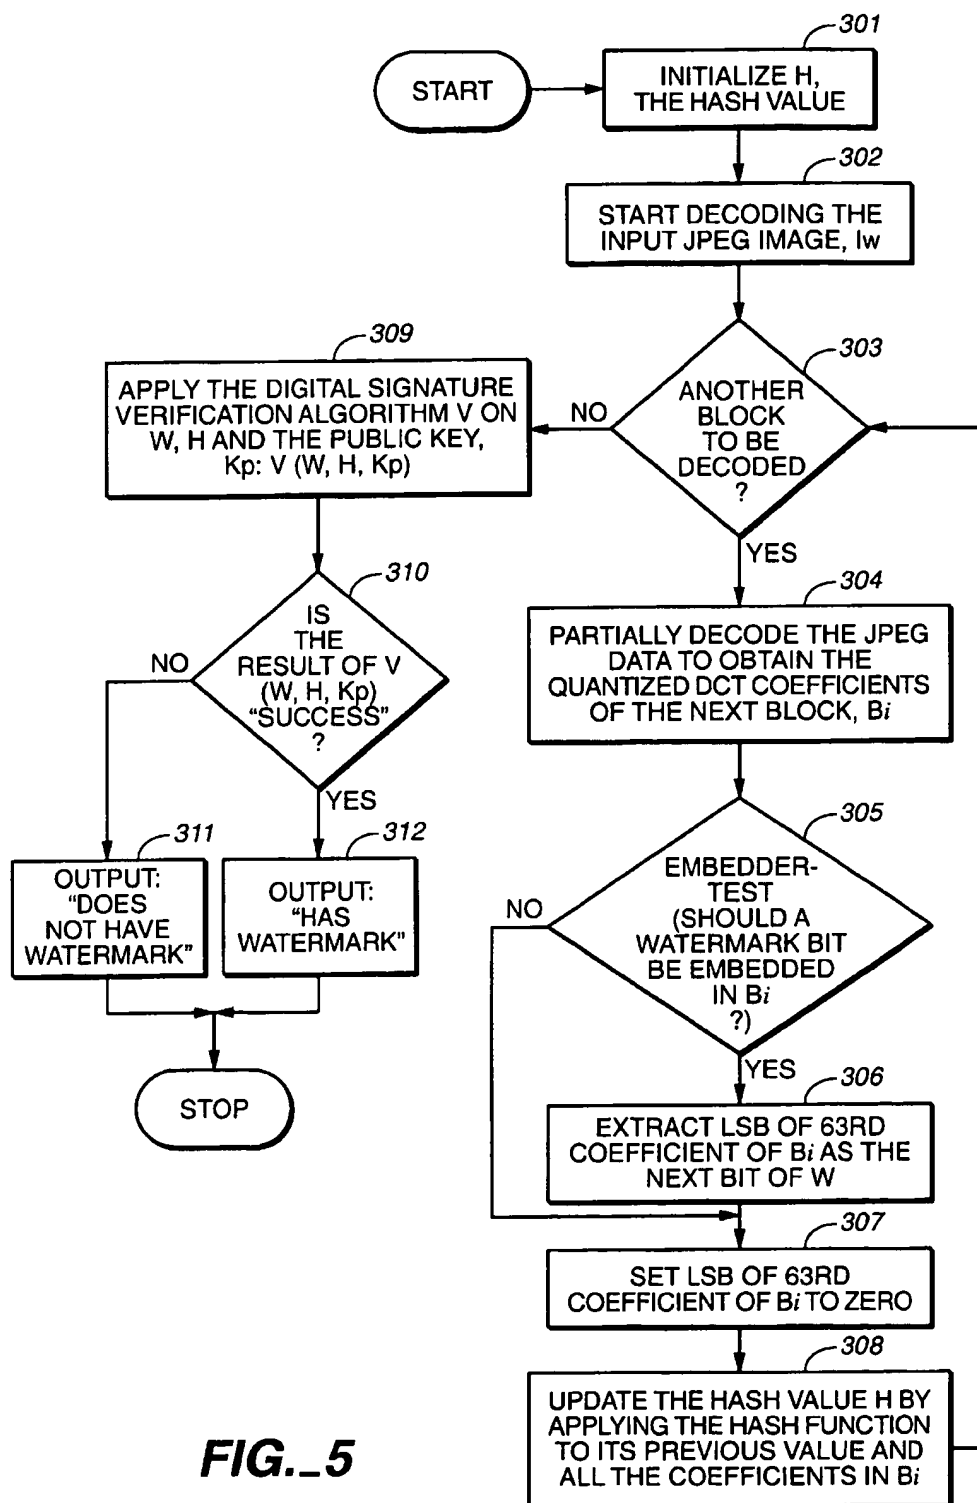 301
START
INITIALIZE H,
THE HASH VALUE
302
START DECODING THE
INPUT JPEG IMAGE, Iw
303
ANOTHER
BLOCK
TO BE
DECODED
?
NO
YES
309
APPLY THE DIGITAL SIGNATURE
VERIFICATION ALGORITHM V ON
W, H AND THE PUBLIC KEY,
Kp: V (W, H, Kp)
310
IS
THE
RESULT OF V
(W, H, Kp)
“SUCCESS”
?
NO
YES
311
OUTPUT:
“DOES
NOT HAVE
WATERMARK”
312
OUTPUT:
“HAS
WATERMARK”
STOP
304
PARTIALLY DECODE THE JPEG
DATA TO OBTAIN THE
QUANTIZED DCT COEFFICIENTS
OF THE NEXT BLOCK, Bi
305
EMBEDDER-
TEST
(SHOULD A
WATERMARK BIT
BE EMBEDDED
IN Bi
?)
NO
YES
306
EXTRACT LSB OF 63RD
COEFFICIENT OF Bi AS THE
NEXT BIT OF W
307
SET LSB OF 63RD
COEFFICIENT OF Bi TO ZERO
308
UPDATE THE HASH VALUE H BY
APPLYING THE HASH FUNCTION
TO ITS PREVIOUS VALUE AND
ALL THE COEFFICIENTS IN Bi
FIG._5